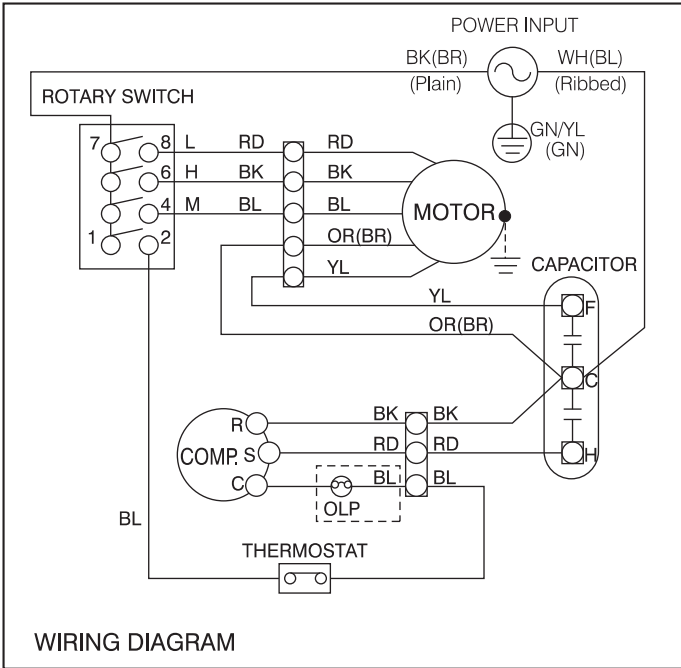 POWER INPUT
BK(BR) WH(BL)
(Plain) (Ribbed)
ROTARY SWITCH
GN/YL
(GN)
7 8 L RD RD
6 H BK BK
4 M BL BL
MOTOR
1 2 OR(BR)
YL
CAPACITOR
YL
F
OR(BR)
C
R BK BK
COMP. S RD RD
H
C BL BL
OLP
BL
THERMOSTAT
WIRING DIAGRAM